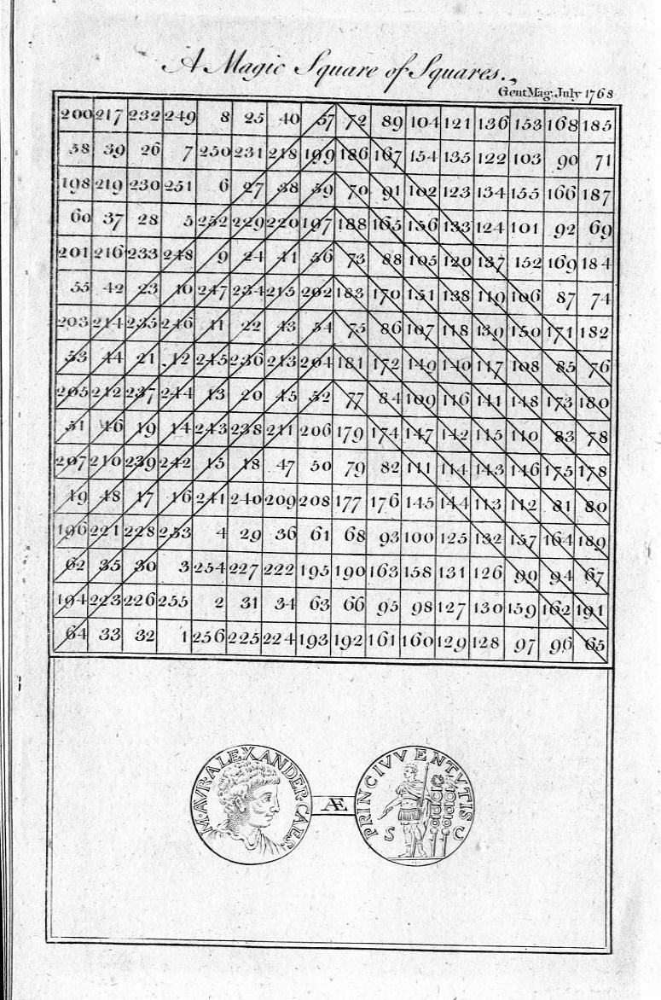 A Magic Square of Squares.
Gent Mag. July 1768
200 217 232 249 8 25 40 57 72 89 104 121 136 153 168 185
58 39 26 7 250 231 218 199 186 167 154 135 122 103 90 71
198 219 230 251 6 27 38 59 70 91 102 123 134 155 166 187
60 37 28 5 252 229 220 197 188 165 156 133 124 101 92 69
201 216 233 248 9 24 41 56 73 88 105 120 137 152 169 184
55 42 23 10 247 234 215 202 183 170 151 138 119 106 87 74
203 214 235 246 11 22 43 54 75 86 107 118 139 150 171 182
53 44 21 12 245 236 213 204 181 172 149 140 117 108 85 76
205 212 237 244 13 20 45 52 77 84 109 116 141 148 173 180
51 46 19 14 243 238 211 206 179 174 147 142 115 110 83 78
207 210 239 242 15 18 47 50 79 82 111 114 143 146 175 178
49 48 17 16 241 240 209 208 177 176 145 144 113 112 81 80
196 221 228 253 4 29 36 61 68 93 100 125 132 157 164 189
62 35 30 3 254 227 222 195 190 163 158 131 126 99 94 67
194 223 226 255 2 31 34 63 66 95 98 127 130 159 162 191
64 33 32 1 256 225 224 193 192 161 160 129 128 97 96 65
M·AVR·ALEXANDER·CAES·
Æ
PRINCIVVENTVTIS
S C